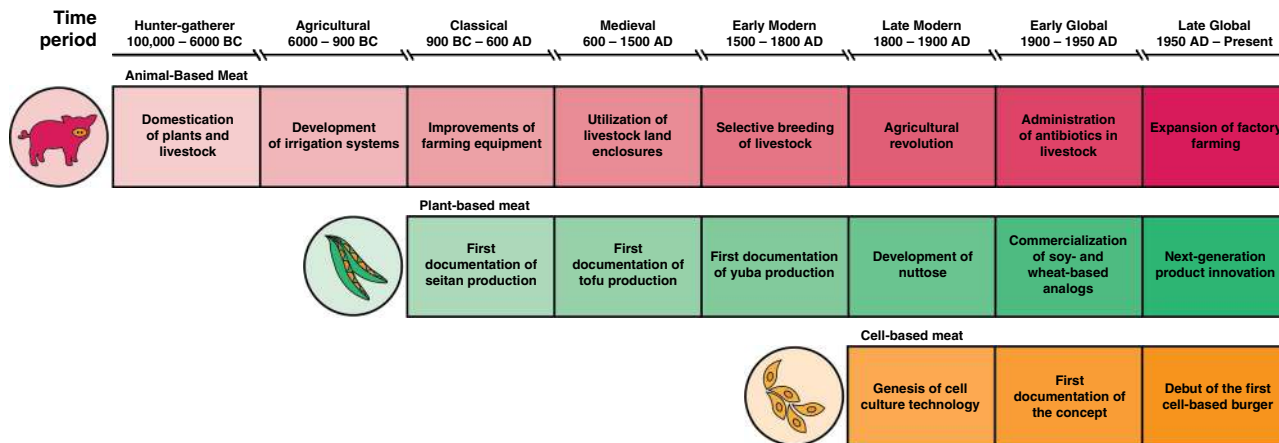 Time
period
Hunter-gatherer
100,000 – 6000 BC
Agricultural
6000 – 900 BC
Classical
900 BC – 600 AD
Medieval
600 – 1500 AD
Early Modern
1500 – 1800 AD
Late Modern
1800 – 1900 AD
Early Global
1900 – 1950 AD
Late Global
1950 AD – Present
Animal-Based Meat
Domestication
of plants and
livestock
Development
of irrigation systems
Improvements of
farming equipment
Utilization of
livestock land
enclosures
Selective breeding
of livestock
Agricultural
revolution
Administration
of antibiotics in
livestock
Expansion of factory
farming
Plant-based meat
First
documentation of
seitan production
First
documentation of
tofu production
First documentation
of yuba production
Development of
nuttose
Commercialization
of soy- and
wheat-based
analogs
Next-generation
product innovation
Cell-based meat
Genesis of cell
culture technology
First
documentation of
the concept
Debut of the first
cell-based burger